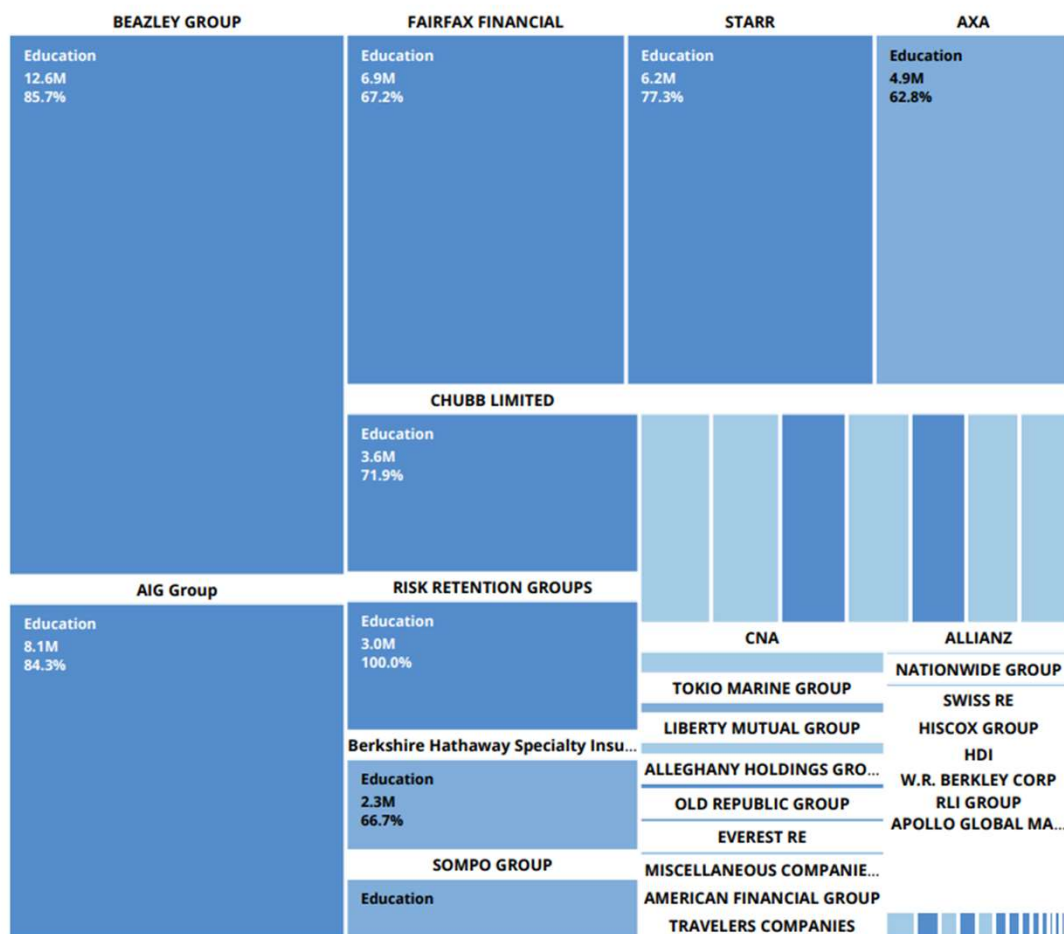 BEAZLEY GROUP
Education
12.6M
85.7%
FAIRFAX FINANCIAL
Education
6.9M
67.2%
STARR
Education
6.2M
77.3%
AXA
Education
4.9M
62.8%
CHUBB LIMITED
Education
3.6M
71.9%
AIG Group
Education
8.1M
84.3%
RISK RETENTION GROUPS
Education
3.0M
100.0%
Berkshire Hathaway Specialty Insu...
Education
2.3M
66.7%
SOMPO GROUP
Education
CNA
TOKIO MARINE GROUP
LIBERTY MUTUAL GROUP
ALLEGHANY HOLDINGS GRO...
OLD REPUBLIC GROUP
EVEREST RE
MISCELLANEOUS COMPANIE...
AMERICAN FINANCIAL GROUP
TRAVELERS COMPANIES
ALLIANZ
NATIONWIDE GROUP
SWISS RE
HISCOX GROUP
HDI
W.R. BERKLEY CORP
RLI GROUP
APOLLO GLOBAL MA...